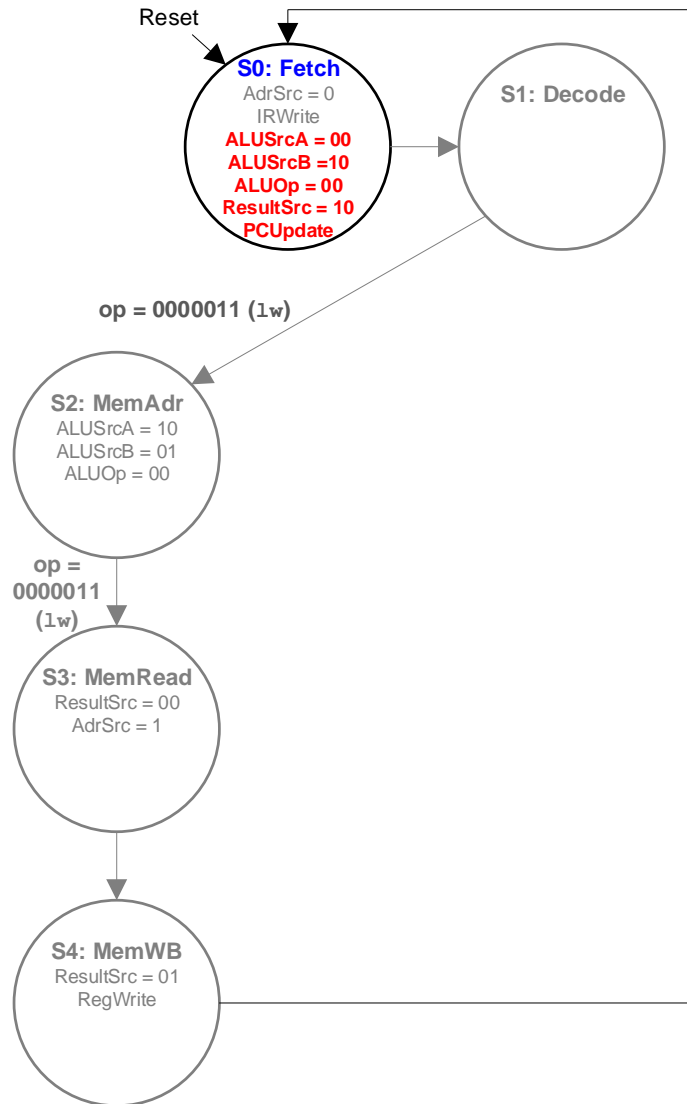 Reset
S0: Fetch
AdrSrc = 0
IRWrite
ALUSrcA = 00
ALUSrcB =10
ALUOp = 00
ResultSrc = 10
PCUpdate
S1: Decode
op = 0000011 (lw)
S2: MemAdr
ALUSrcA = 10
ALUSrcB = 01
ALUOp = 00
op =
0000011
(lw)
S3: MemRead
ResultSrc = 00
AdrSrc = 1
S4: MemWB
ResultSrc = 01
RegWrite